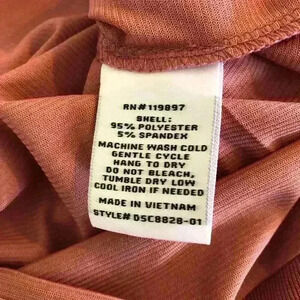 RN#119897
SHELL:
95% POLYESTER
5% SPANDEX
MACHINE WASH COLD
GENTLE CYCLE
HANG TO DRY
DO NOT BLEACH,
TUMBLE DRY LOW
COOL IRON IF NEEDED
MADE IN VIETNAM
STYLE# DSC8828-01